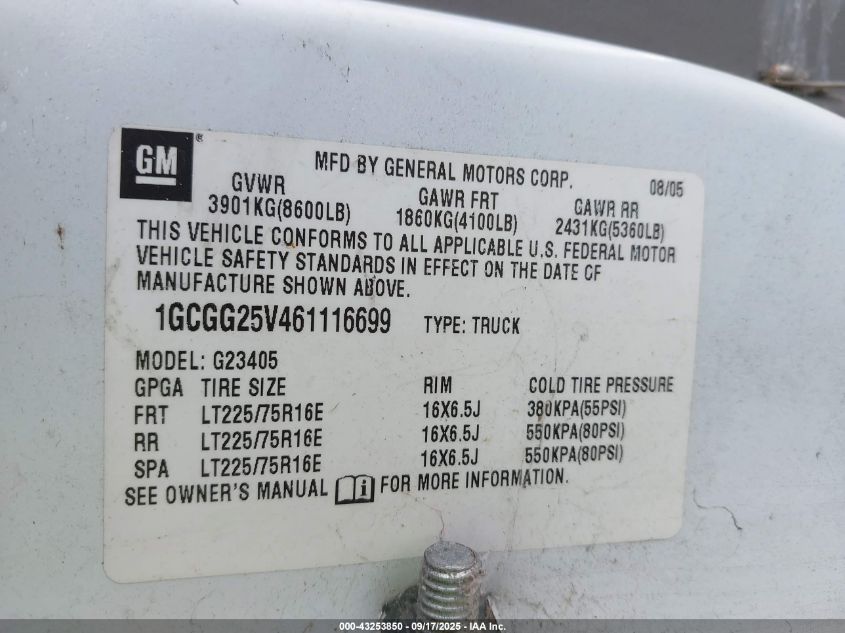 GM ®
MFD BY GENERAL MOTORS CORP. 08/05
GVWR GAWR FRT GAWR RR
3901KG(8600LB) 1860KG(4100LB) 2431KG(5360LB)
THIS VEHICLE CONFORMS TO ALL APPLICABLE U.S. FEDERAL MOTOR
VEHICLE SAFETY STANDARDS IN EFFECT ON THE DATE OF
MANUFACTURE SHOWN ABOVE.
1GCGG25V461116699 TYPE: TRUCK
MODEL: G23405
GPGA TIRE SIZE RIM COLD TIRE PRESSURE
FRT LT225/75R16E 16X6.5J 380KPA(55PSI)
RR LT225/75R16E 16X6.5J 550KPA(80PSI)
SPA LT225/75R16E 16X6.5J 550KPA(80PSI)
SEE OWNER'S MANUAL i FOR MORE INFORMATION.
000-43253850 - 09/17/2025 - IAA Inc.